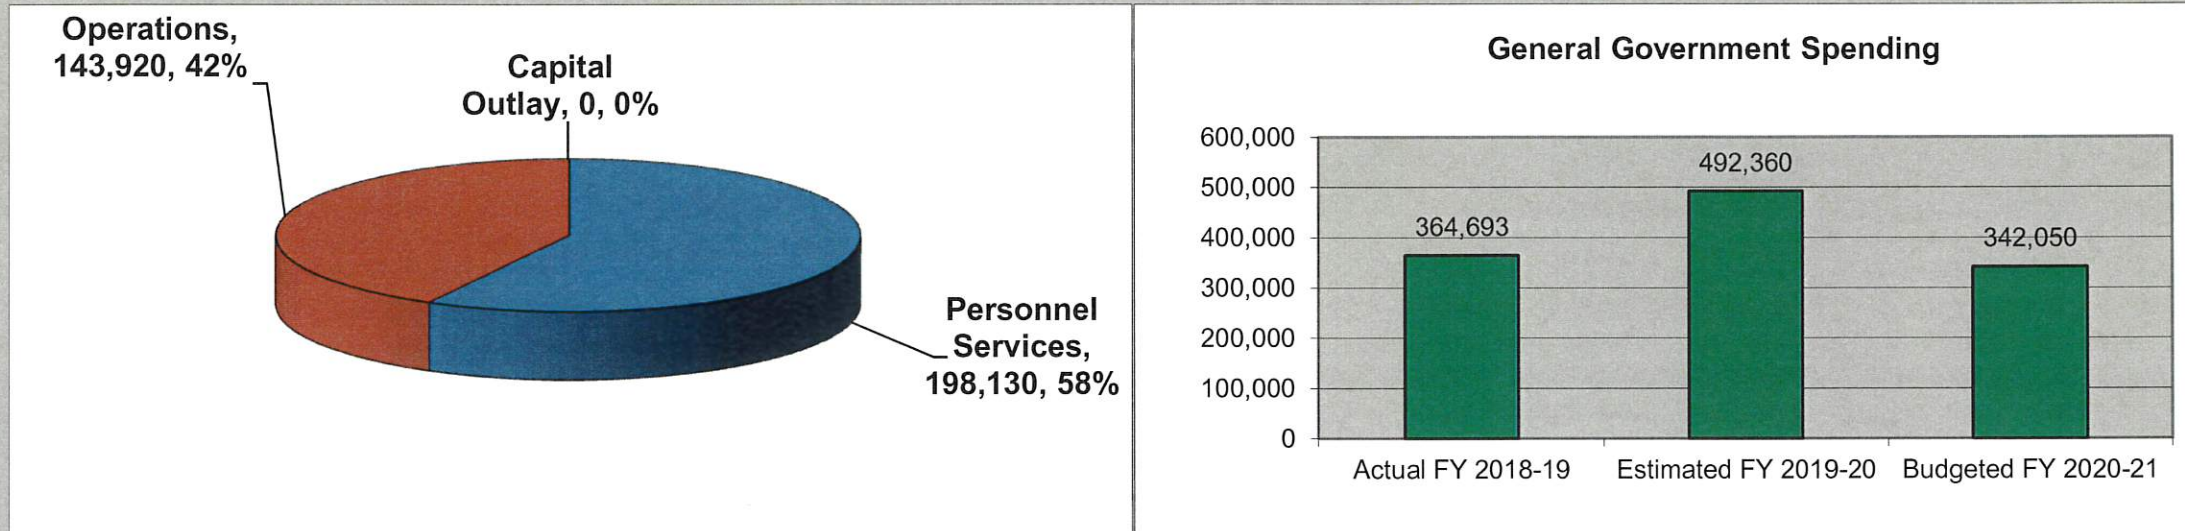 Operations,
143,920, 42%
Capital
Outlay, 0, 0%
Personnel
Services,
198,130, 58%
General Government Spending
600,000
500,000
400,000
300,000
200,000
100,000
0
364,693
492,360
342,050
Actual FY 2018-19
Estimated FY 2019-20
Budgeted FY 2020-21